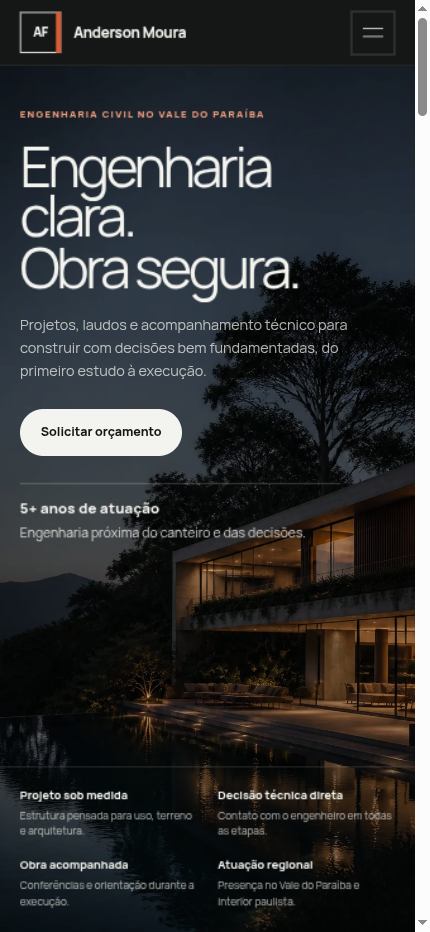 AF
Anderson Moura
ENGENHARIA CIVIL NO VALE DO PARAÍBA
Engenharia
clara.
Obra segura.
Projetos, laudos e acompanhamento técnico para
construir com decisões bem fundamentadas, do
primeiro estudo à execução.
Solicitar orçamento
5+ anos de atuação
Engenharia próxima do canteiro e das decisões.
Projeto sob medida
Estrutura pensada para uso, terreno
e arquitetura.
Decisão técnica direta
Contato com o engenheiro em todas
as etapas.
Obra acompanhada
Conferências e orientação durante a
execução.
Atuação regional
Presença no Vale do Paraíba e
interior paulista.